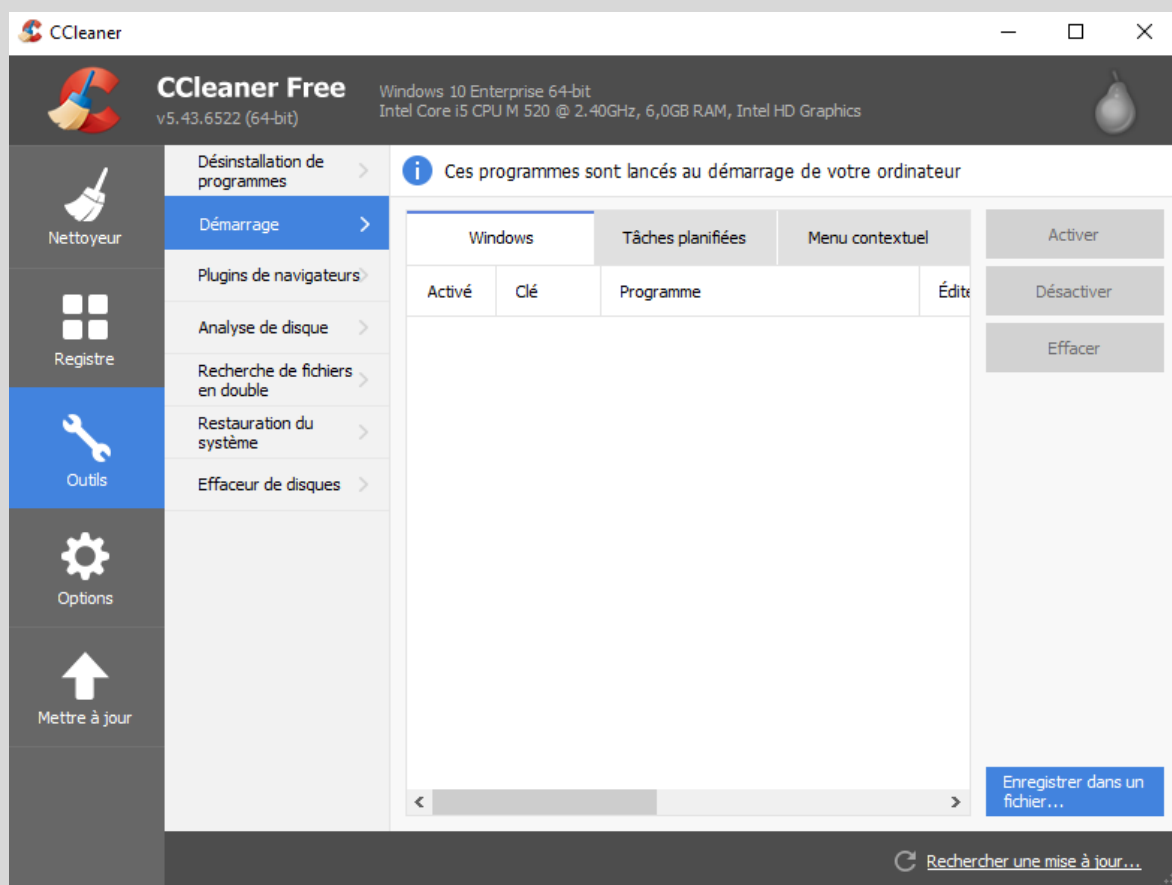 CCleaner
CCleaner Free
v5.43.6522 (64-bit)
Windows 10 Enterprise 64-bit
Intel Core i5 CPU M 520 @ 2.40GHz, 6,0GB RAM, Intel HD Graphics
Nettoyeur
Registre
Outils
Options
Mettre à jour
Désinstallation de
programmes
Démarrage
Plugins de navigateurs
Analyse de disque
Recherche de fichiers
en double
Restauration du
système
Effaceur de disques
Ces programmes sont lancés au démarrage de votre ordinateur
Windows
Tâches planifiées
Menu contextuel
Activé
Clé
Programme
Édite
Activer
Désactiver
Effacer
Enregistrer dans un
fichier...
Rechercher une mise à jour...